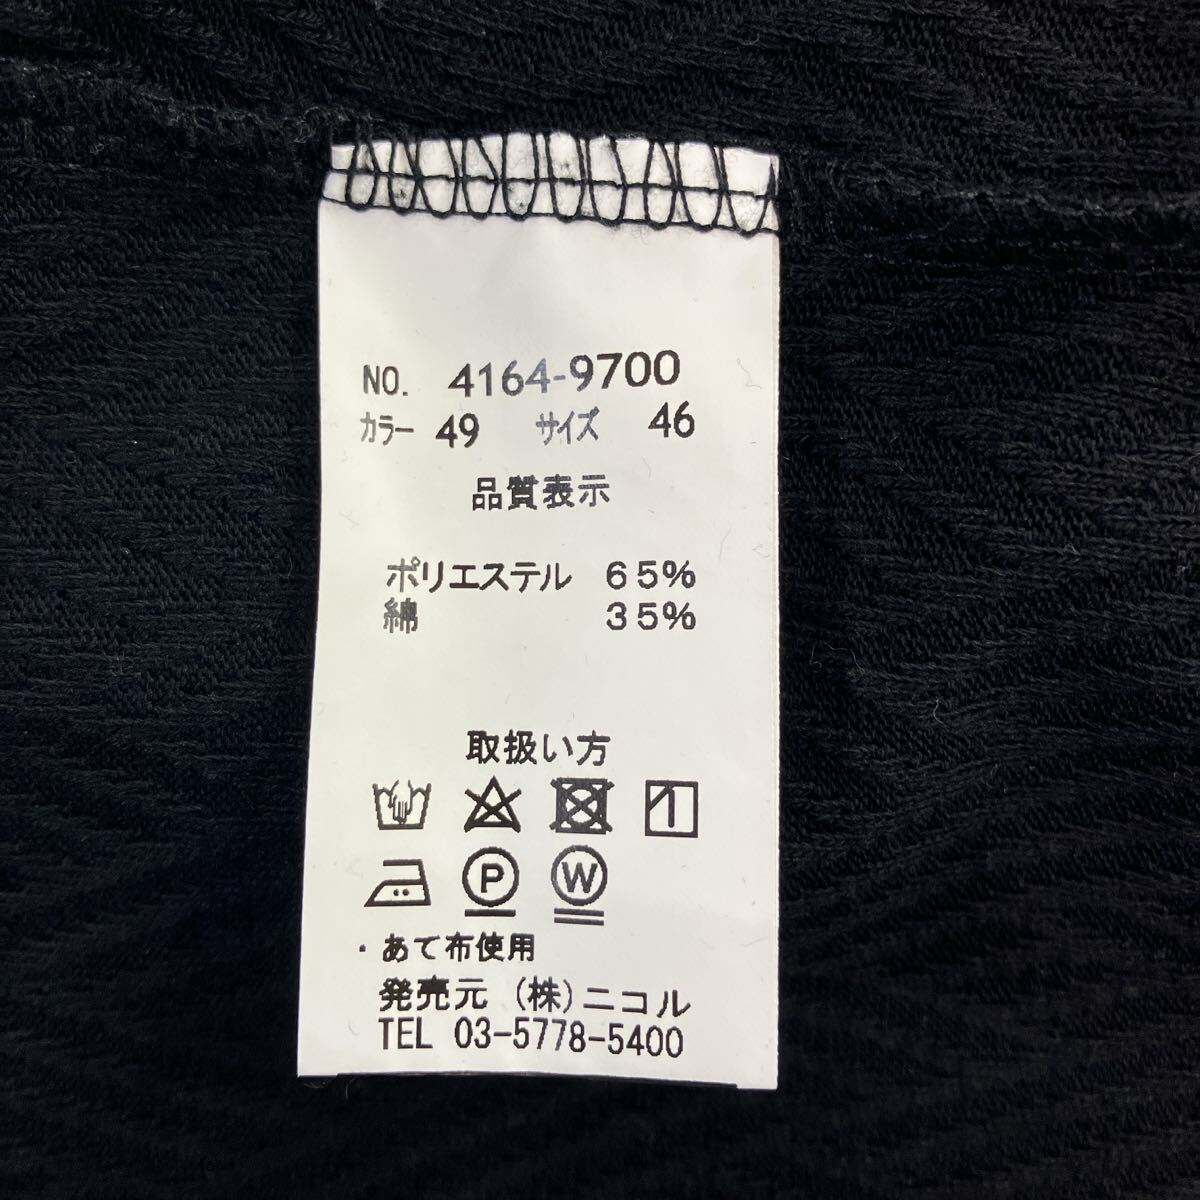 NO. 4164-9700
カラー 49 サイズ 46
品質表示
ポリエステル 65%
綿 35%
取扱い方
P W
・あて布使用
発売元 (株)ニコル
TEL 03-5778-5400